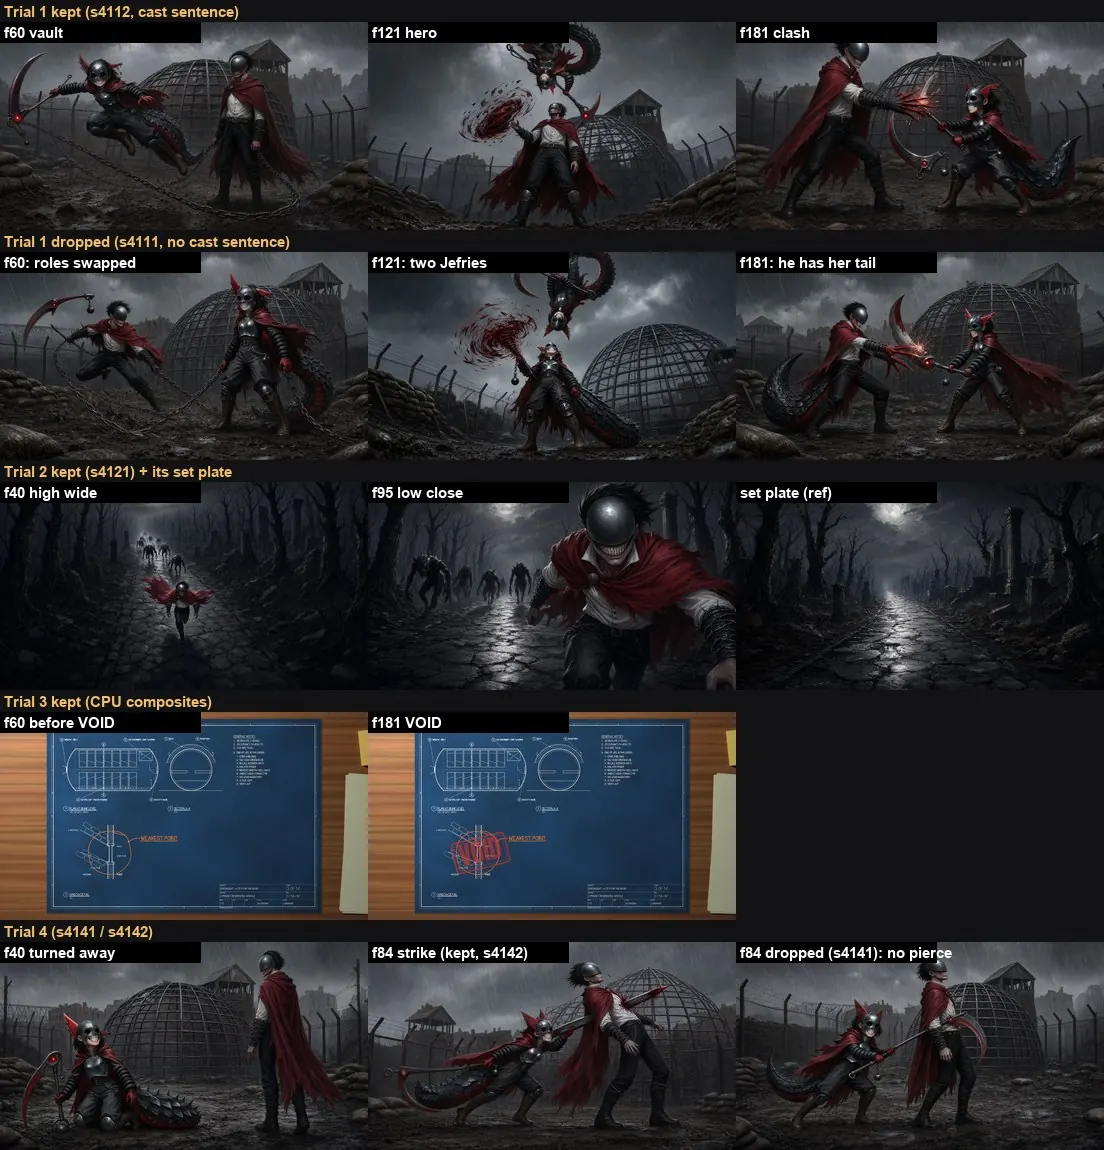 Trial 1 kept (s4112, cast sentence)
f60 vault
f121 hero
f181 clash
Trial 1 dropped (s4111, no cast sentence)
f60: roles swapped
f121: two Jefries
f181: he has her tail
Trial 2 kept (s4121) + its set plate
f40 high wide
f95 low close
set plate (ref)
Trial 3 kept (CPU composites)
f60 before VOID
f181 VOID
WEAKEST POINT
WEAKEST POINT
VOID
Trial 4 (s4141 / s4142)
f40 turned away
f84 strike (kept, s4142)
f84 dropped (s4141): no pierce